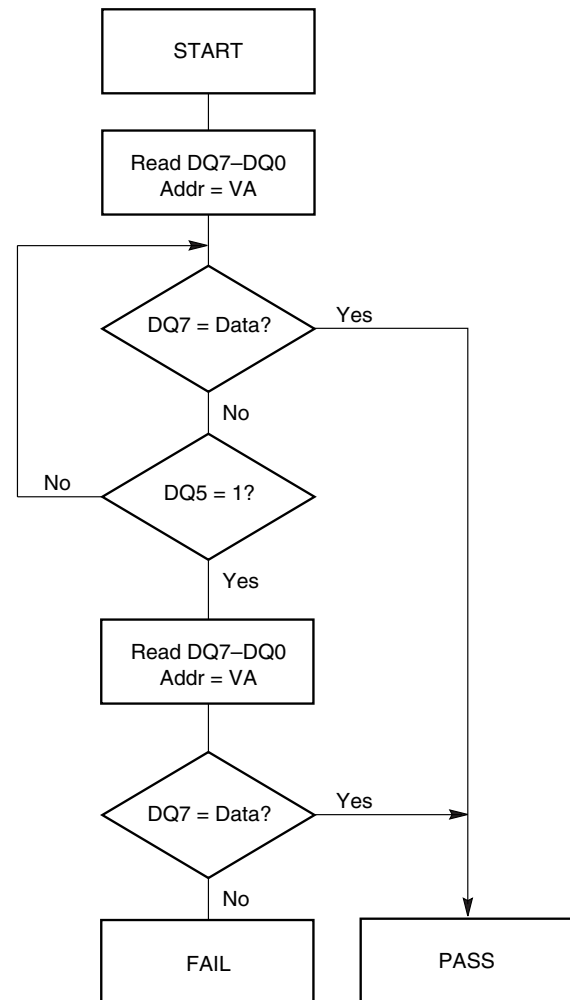 START
Read DQ7–DQ0
Addr = VA
DQ7 = Data?
Yes
No
No
DQ5 = 1?
Yes
Read DQ7–DQ0
Addr = VA
DQ7 = Data?
Yes
No
FAIL
PASS